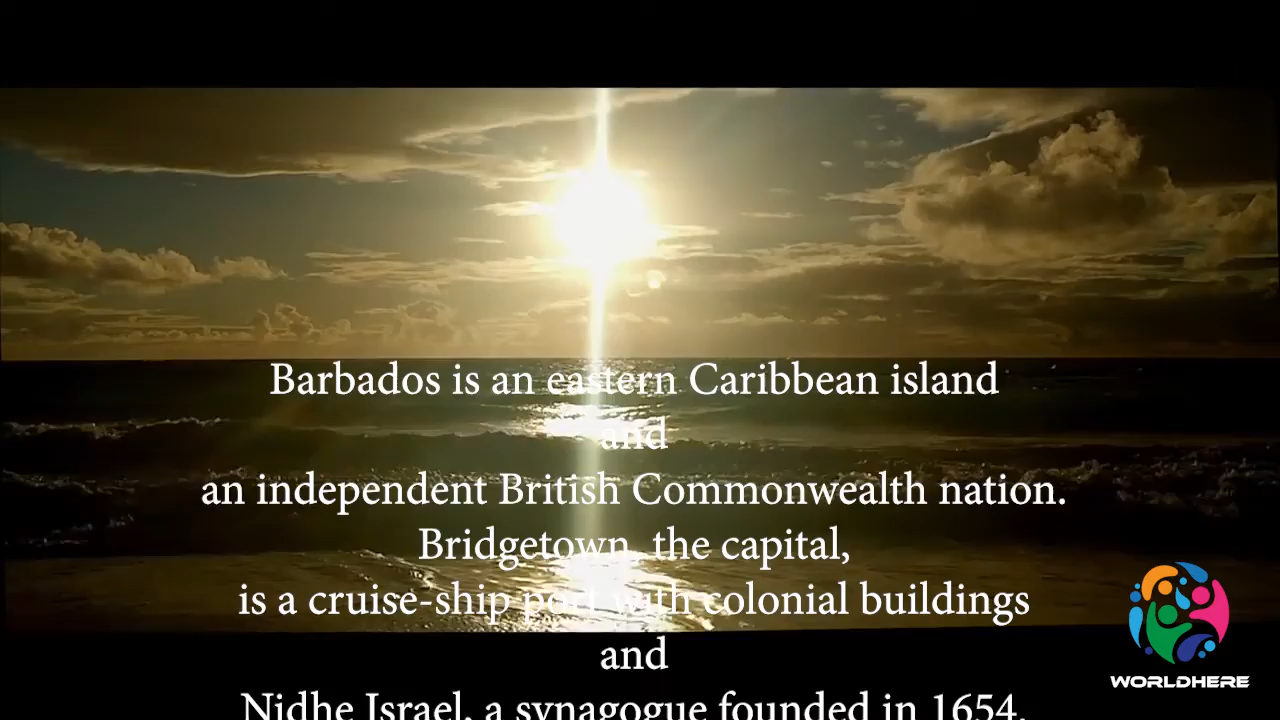 Barbados is an eastern Caribbean island
and
an independent British Commonwealth nation.
Bridgetown, the capital,
is a cruise-ship port with colonial buildings
and
Nidhe Israel, a synagogue founded in 1654.
WORLDHERE